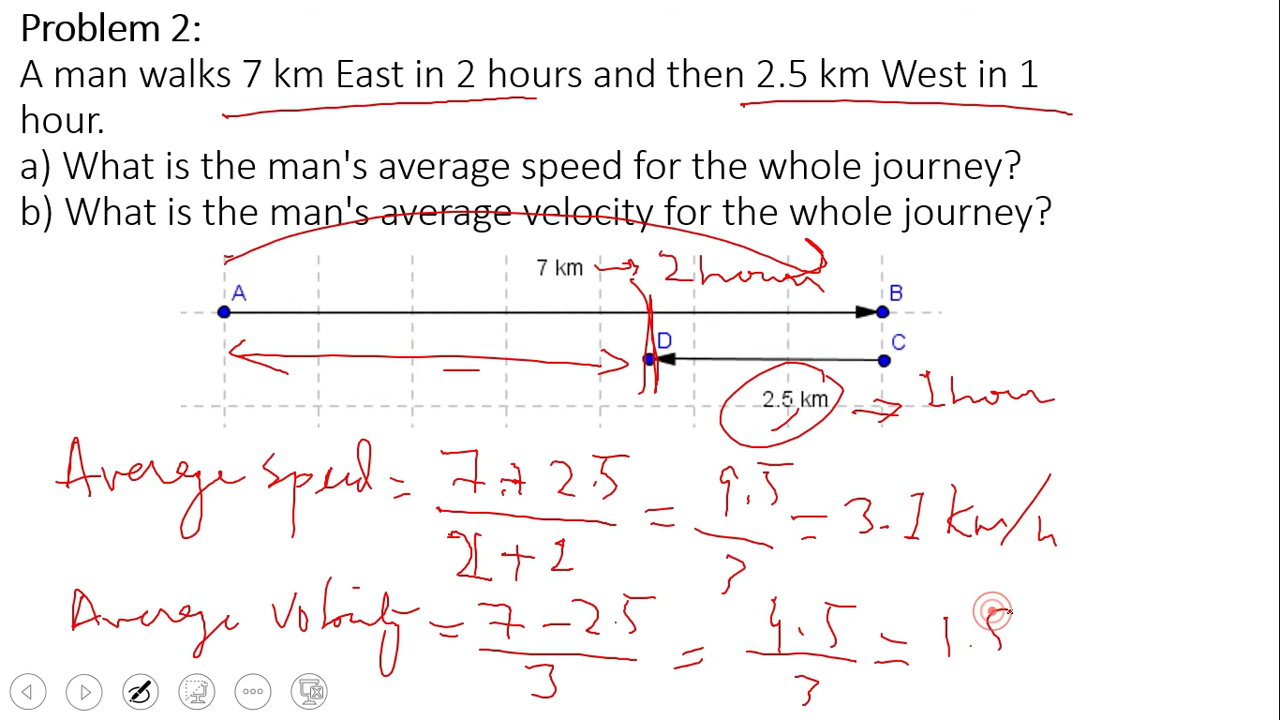 Problem 2:
A man walks 7 km East in 2 hours and then 2.5 km West in 1
hour.
a) What is the man's average speed for the whole journey?
b) What is the man's average velocity for the whole journey?
7 km → 2 hours
A B
D C
2.5 km ⇒ 1 hour
Average speed = 7 + 2.5 / 2 + 1 = 9.5 / 3 = 3.1 km/h
Average Velocity = 7 - 2.5 / 3 = 4.5 / 3 = 1.5